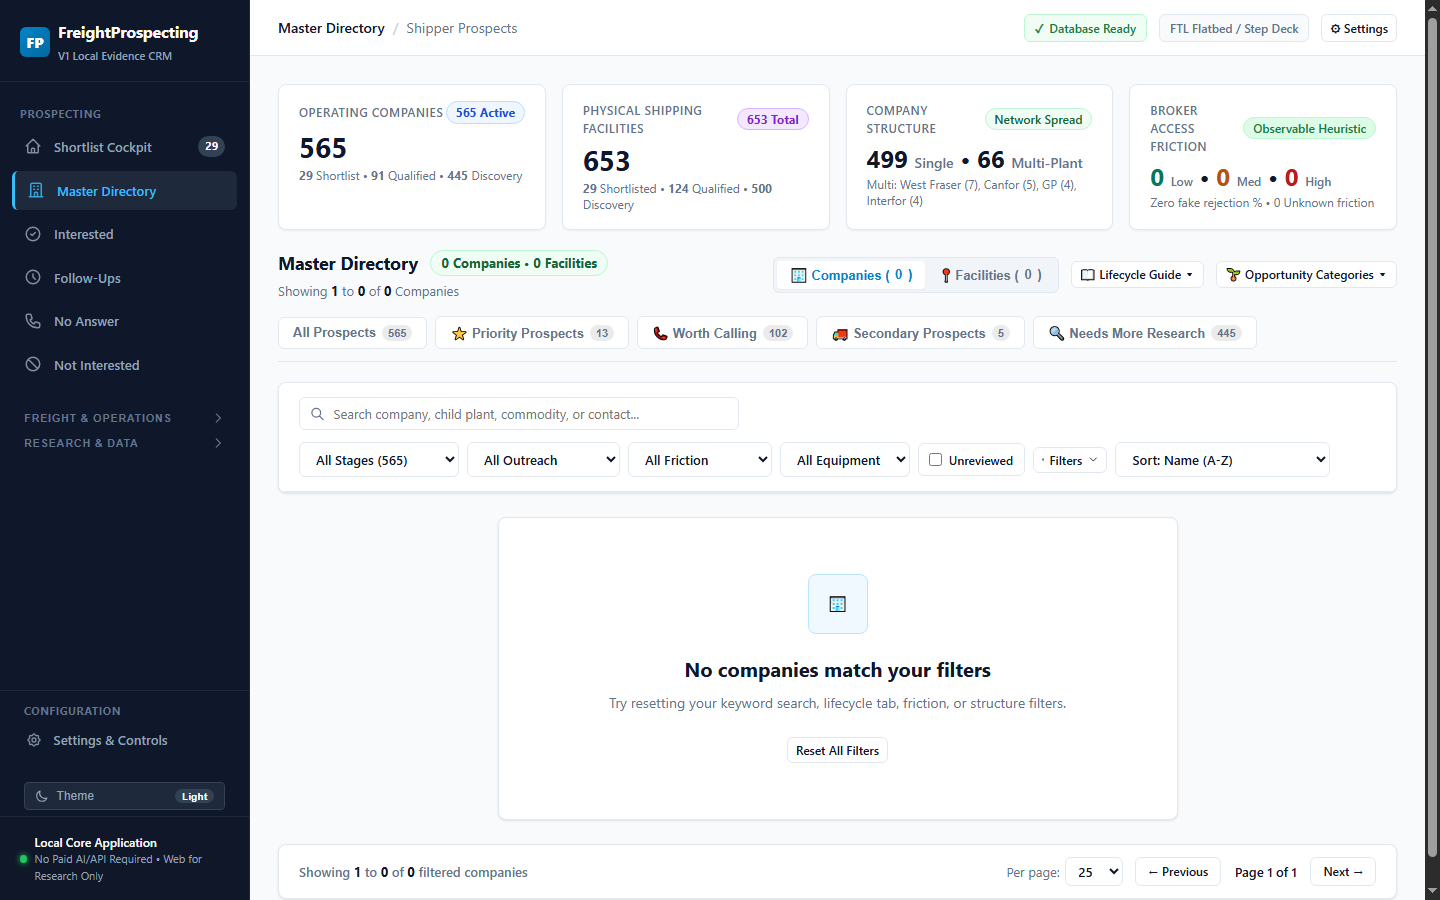 FP
FreightProspecting
V1 Local Evidence CRM
PROSPECTING
Shortlist Cockpit 29
Master Directory
Interested
Follow-Ups
No Answer
Not Interested
FREIGHT & OPERATIONS
RESEARCH & DATA
CONFIGURATION
Settings & Controls
Theme Light
Local Core Application
No Paid AI/API Required • Web for
Research Only
Master Directory / Shipper Prospects
✓ Database Ready
FTL Flatbed / Step Deck
⚙ Settings
OPERATING COMPANIES 565 Active
565
29 Shortlist • 91 Qualified • 445 Discovery
PHYSICAL SHIPPING
FACILITIES
653 Total
653
29 Shortlisted • 124 Qualified • 500
Discovery
COMPANY
STRUCTURE
Network Spread
499 Single • 66 Multi-Plant
Multi: West Fraser (7), Canfor (5), GP (4),
Interfor (4)
BROKER
ACCESS
FRICTION
Observable Heuristic
0 Low • 0 Med • 0 High
Zero fake rejection % • 0 Unknown friction
Master Directory 0 Companies • 0 Facilities
Showing 1 to 0 of 0 Companies
Companies ( 0 )
Facilities ( 0 )
Lifecycle Guide ▾
Opportunity Categories ▾
All Prospects 565
Priority Prospects 13
Worth Calling 102
Secondary Prospects 5
Needs More Research 445
Search company, child plant, commodity, or contact...
All Stages (565)
All Outreach
All Friction
All Equipment
Unreviewed
· Filters
Sort: Name (A-Z)
No companies match your filters
Try resetting your keyword search, lifecycle tab, friction, or structure filters.
Reset All Filters
Showing 1 to 0 of 0 filtered companies
Per page: 25
← Previous
Page 1 of 1
Next →